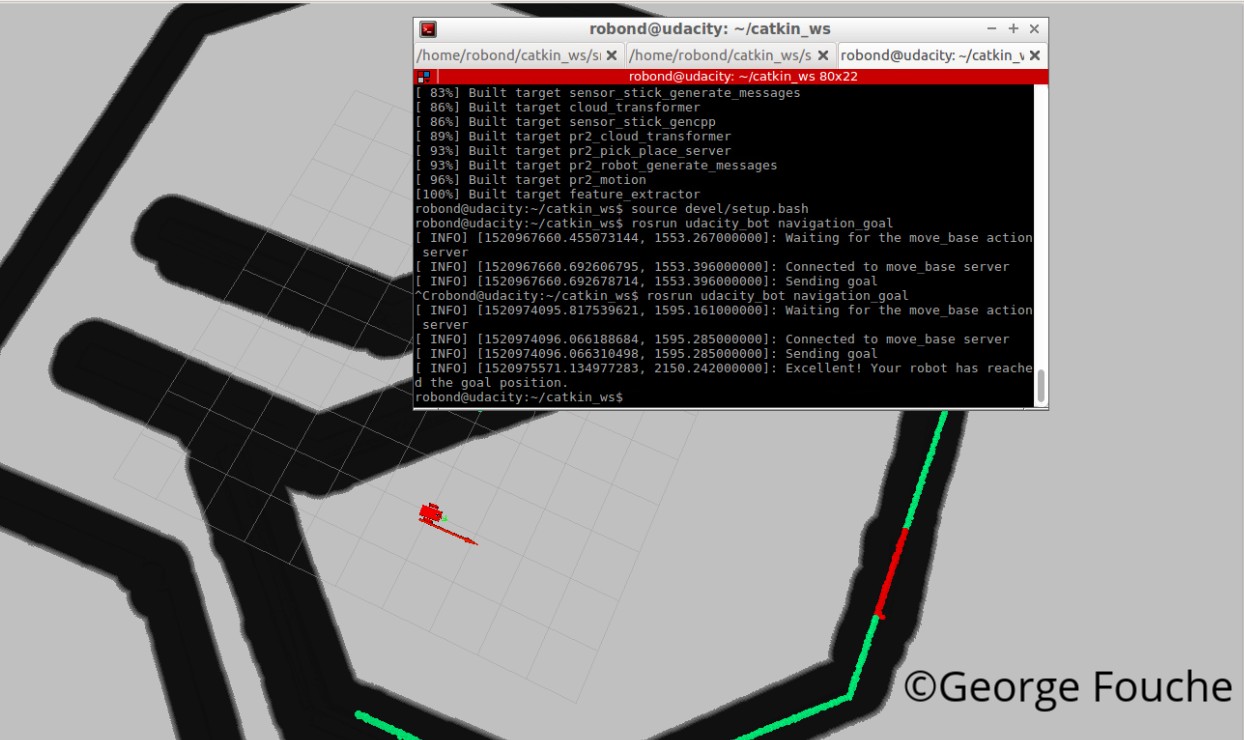 robond@udacity: ~/catkin_ws
/home/robond/catkin_ws/sr
/home/robond/catkin_ws/s
robond@udacity: ~/catkin_v
robond@udacity: ~/catkin_ws 80x22
[ 83%] Built target sensor_stick_generate_messages
[ 86%] Built target cloud_transformer
[ 86%] Built target sensor_stick_gencpp
[ 89%] Built target pr2_cloud_transformer
[ 93%] Built target pr2_pick_place_server
[ 93%] Built target pr2_robot_generate_messages
[ 96%] Built target pr2_motion
[100%] Built target feature_extractor
robond@udacity:~/catkin_ws$ source devel/setup.bash
robond@udacity:~/catkin_ws$ rosrun udacity_bot navigation_goal
[ INFO] [1520967660.455073144, 1553.267000000]: Waiting for the move_base action
server
[ INFO] [1520967660.692606795, 1553.396000000]: Connected to move_base server
[ INFO] [1520967660.692678714, 1553.396000000]: Sending goal
^Crobond@udacity:~/catkin_ws$ rosrun udacity_bot navigation_goal
[ INFO] [1520974095.817539621, 1595.161000000]: Waiting for the move_base action
server
[ INFO] [1520974096.066188684, 1595.285000000]: Connected to move_base server
[ INFO] [1520974096.066310498, 1595.285000000]: Sending goal
[ INFO] [1520975571.134977283, 2150.242000000]: Excellent! Your robot has reache
d the goal position.
robond@udacity:~/catkin_ws$
©George Fouche